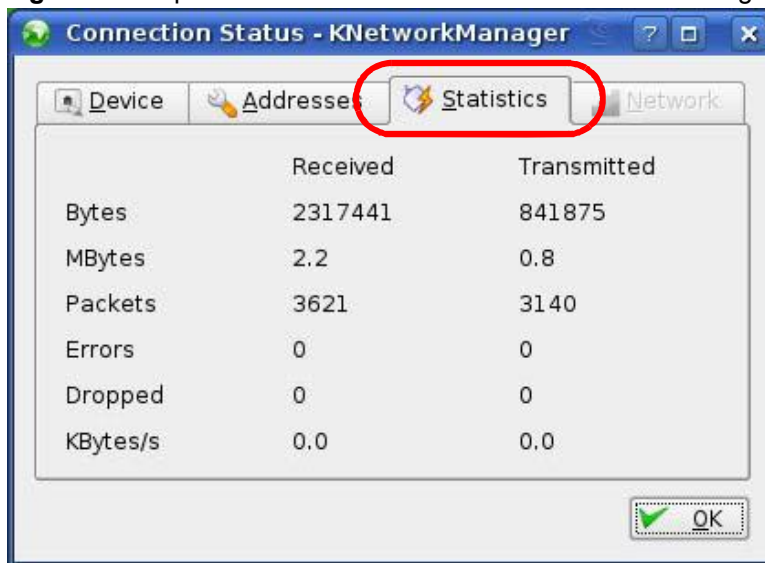 Connection Status - KNetworkManager
Device Addresses Statistics Network
Received Transmitted
Bytes 2317441 841875
MBytes 2.2 0.8
Packets 3621 3140
Errors 0 0
Dropped 0 0
KBytes/s 0.0 0.0
OK